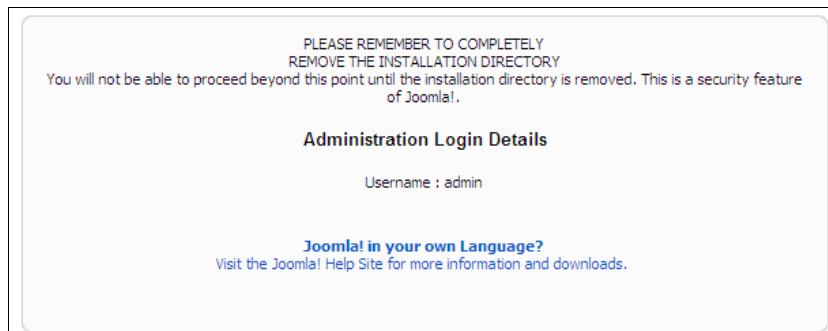 PLEASE REMEMBER TO COMPLETELY
REMOVE THE INSTALLATION DIRECTORY
You will not be able to proceed beyond this point until the installation directory is removed. This is a security feature
of Joomla!.
Administration Login Details
Username : admin
Joomla! in your own Language?
Visit the Joomla! Help Site for more information and downloads.